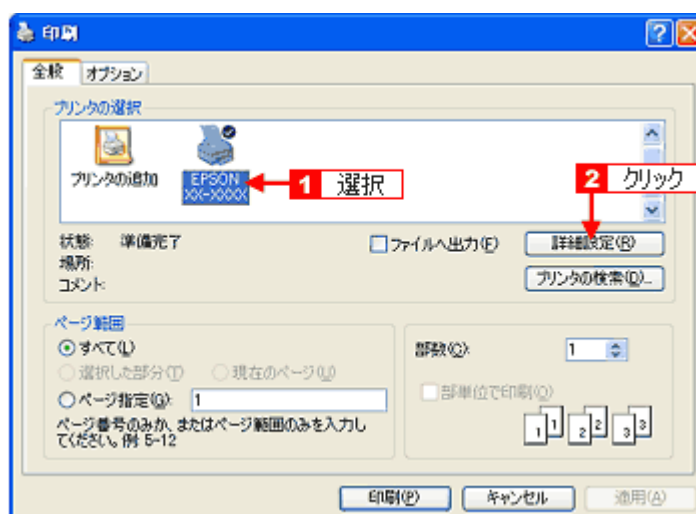 印刷
全般 オプション
プリンタの選択
プリンタの追加
EPSON
XX-XXXX
1 選択
2 クリック
状態: 準備完了
場所:
コメント:
ファイルへ出力(F)
詳細設定(R)
プリンタの検索(D)...
ページ範囲
すべて(L)
選択した部分(T) 現在のページ(U)
ページ指定(G): 1
ページ番号のみか、またはページ範囲のみを入力し
てください。例 5-12
部数(C): 1
部単位で印刷(O)
1 1 2 2 3 3
印刷(P) キャンセル 適用(A)